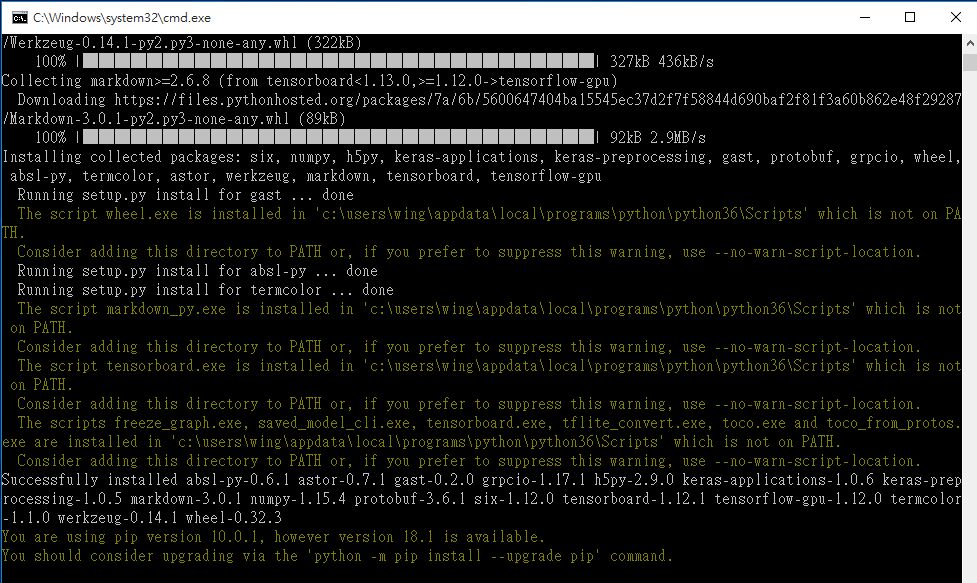 C:\Windows\system32\cmd.exe
/Werkzeug-0.14.1-py2.py3-none-any.whl (322kB)
100% | | 327kB 436kB/s
Collecting markdown>=2.6.8 (from tensorboard<1.13.0,>=1.12.0->tensorflow-gpu)
Downloading https://files.pythonhosted.org/packages/7a/6b/5600647404ba15545ec37d2f7f58844d690baf2f81f3a60b862e48f29287
/Markdown-3.0.1-py2.py3-none-any.whl (89kB)
100% | | 92kB 2.9MB/s
Installing collected packages: six, numpy, h5py, keras-applications, keras-preprocessing, gast, protobuf, grpcio, wheel,
absl-py, termcolor, astor, werkzeug, markdown, tensorboard, tensorflow-gpu
Running setup.py install for gast ... done
The script wheel.exe is installed in 'c:\users\wing\appdata\local\programs\python\python36\Scripts' which is not on PA
TH.
Consider adding this directory to PATH or, if you prefer to suppress this warning, use --no-warn-script-location.
Running setup.py install for absl-py ... done
Running setup.py install for termcolor ... done
The script markdown_py.exe is installed in 'c:\users\wing\appdata\local\programs\python\python36\Scripts' which is not
on PATH.
Consider adding this directory to PATH or, if you prefer to suppress this warning, use --no-warn-script-location.
The script tensorboard.exe is installed in 'c:\users\wing\appdata\local\programs\python\python36\Scripts' which is not
on PATH.
Consider adding this directory to PATH or, if you prefer to suppress this warning, use --no-warn-script-location.
The scripts freeze_graph.exe, saved_model_cli.exe, tensorboard.exe, tflite_convert.exe, toco.exe and toco_from_protos.
exe are installed in 'c:\users\wing\appdata\local\programs\python\python36\Scripts' which is not on PATH.
Consider adding this directory to PATH or, if you prefer to suppress this warning, use --no-warn-script-location.
Successfully installed absl-py-0.6.1 astor-0.7.1 gast-0.2.0 grpcio-1.17.1 h5py-2.9.0 keras-applications-1.0.6 keras-prep
rocessing-1.0.5 markdown-3.0.1 numpy-1.15.4 protobuf-3.6.1 six-1.12.0 tensorboard-1.12.1 tensorflow-gpu-1.12.0 termcolor
-1.1.0 werkzeug-0.14.1 wheel-0.32.3
You are using pip version 10.0.1, however version 18.1 is available.
You should consider upgrading via the 'python -m pip install --upgrade pip' command.